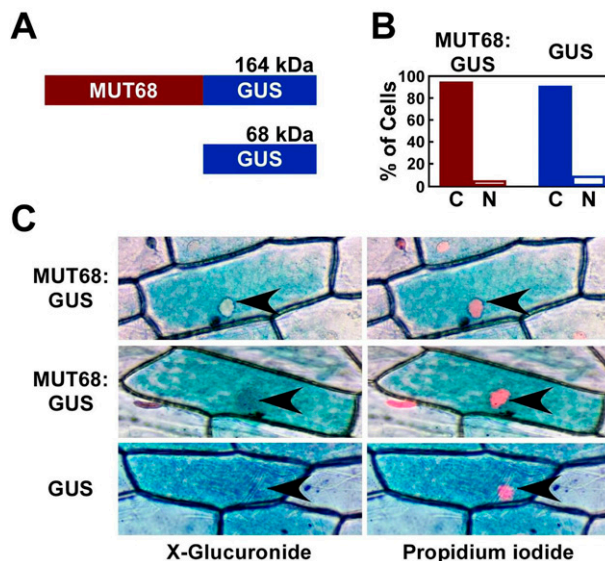 A
164 kDa
MUT68 GUS
68 kDa
GUS
B
MUT68:
GUS
GUS
% of Cells
100
80
60
40
20
0
C N C N
C
MUT68:
GUS
MUT68:
GUS
GUS
X-Glucuronide Propidium iodide